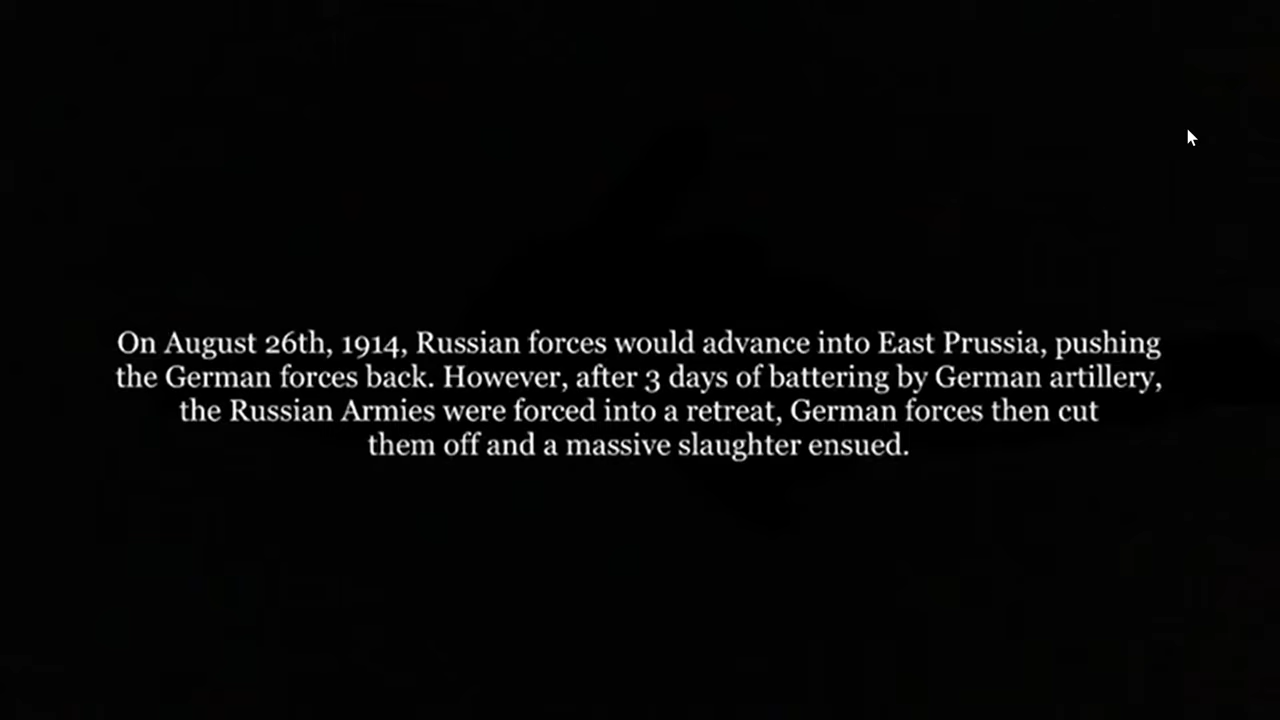 On August 26th, 1914, Russian forces would advance into East Prussia, pushing
the German forces back. However, after 3 days of battering by German artillery,
the Russian Armies were forced into a retreat, German forces then cut
them off and a massive slaughter ensued.